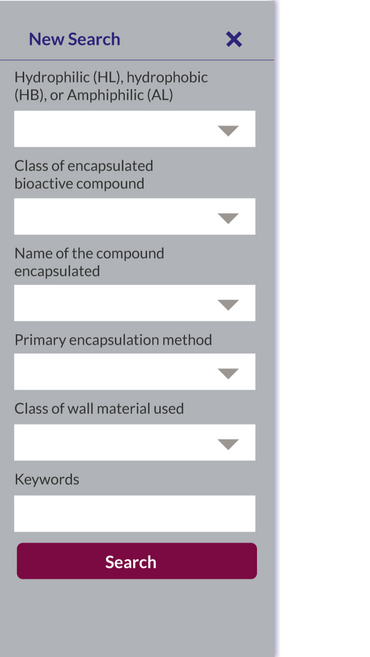 New Search
Hydrophilic (HL), hydrophobic
(HB), or Amphiphilic (AL)
Class of encapsulated
bioactive compound
Name of the compound
encapsulated
Primary encapsulation method
Class of wall material used
Keywords
Search